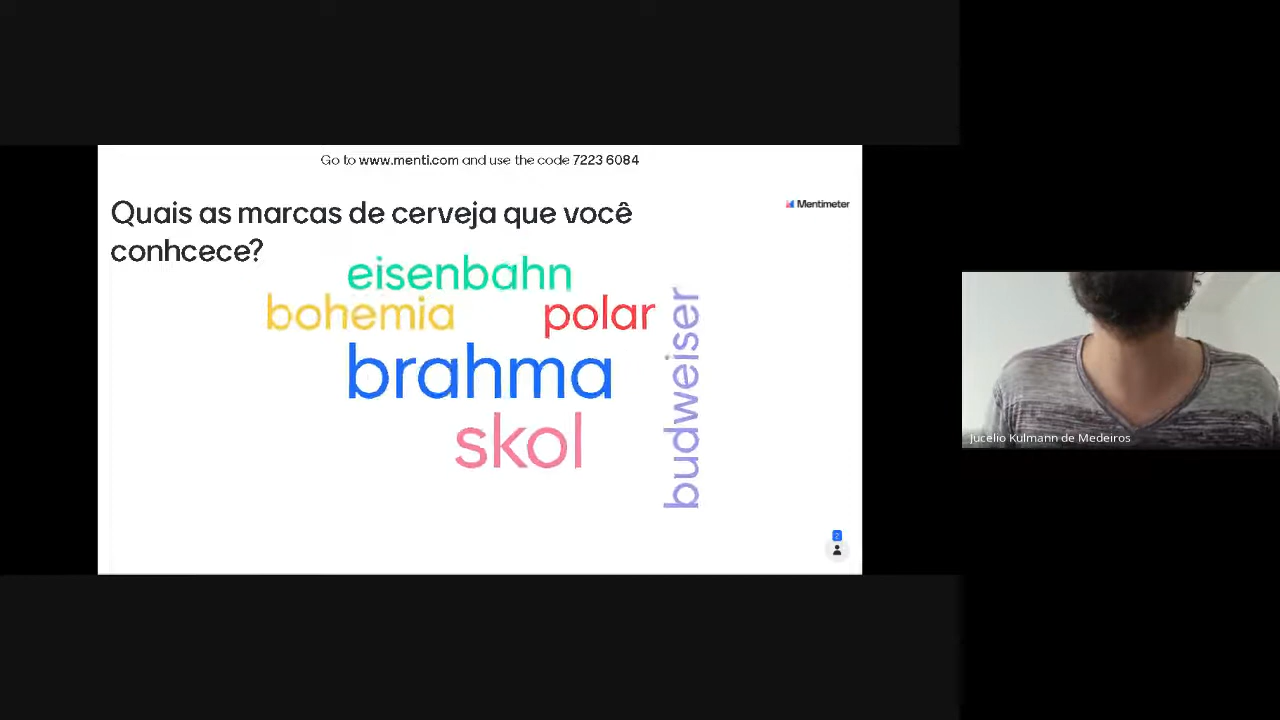 Go to www.menti.com and use the code 7223 6084
Quais as marcas de cerveja que você
conhcece?
Mentimeter
eisenbahn
bohemia
polar
budweiser
brahma
skol
2
Jucelio Kulmann de Medeiros